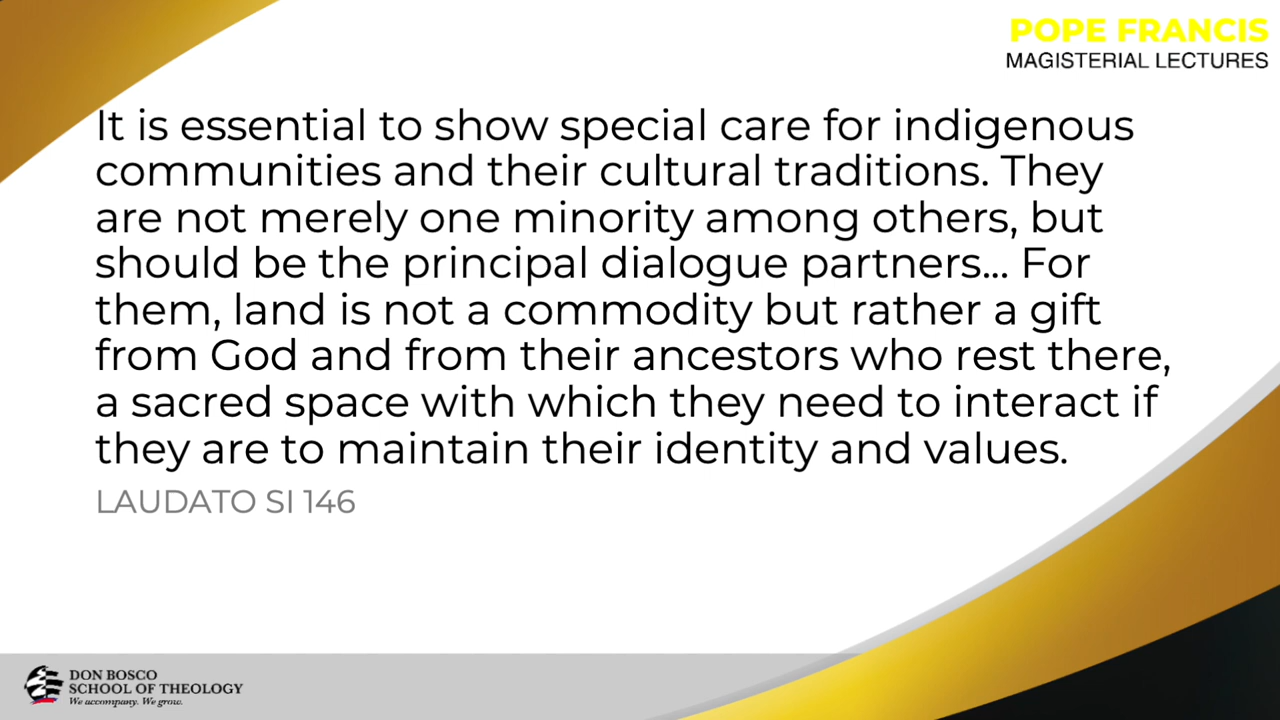 POPE FRANCIS
MAGISTERIAL LECTURES
It is essential to show special care for indigenous
communities and their cultural traditions. They
are not merely one minority among others, but
should be the principal dialogue partners... For
them, land is not a commodity but rather a gift
from God and from their ancestors who rest there,
a sacred space with which they need to interact if
they are to maintain their identity and values.
LAUDATO SI 146
DON BOSCO
SCHOOL OF THEOLOGY
We accompany. We grow.